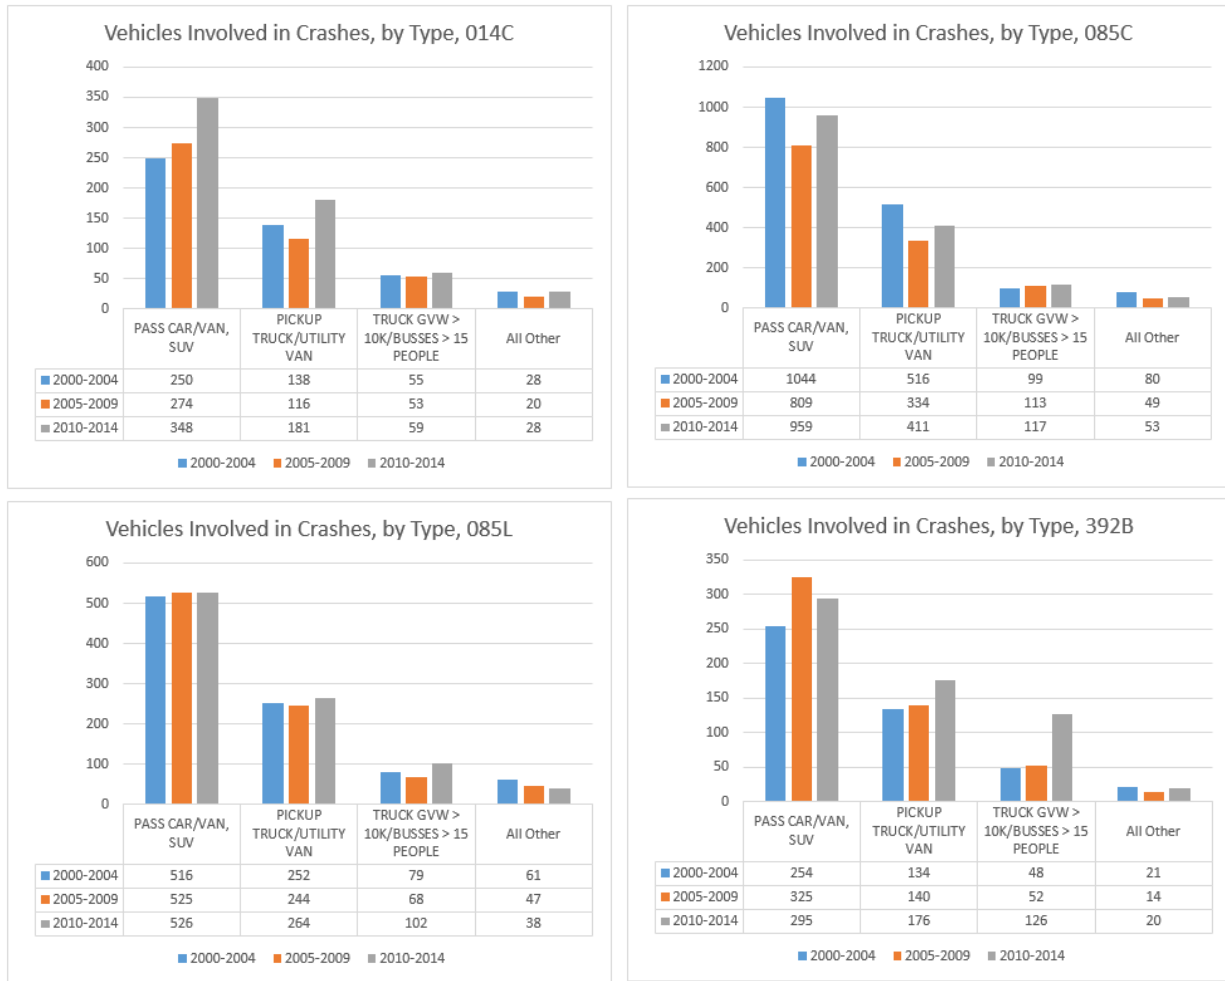 Vehicles Involved in Crashes, by Type, 014C
400
350
300
250
200
150
100
50
0
PASS CAR/VAN, SUV
PICKUP TRUCK/UTILITY VAN
TRUCK GVW > 10K/BUSSES > 15 PEOPLE
All Other
2000-2004 250 138 55 28
2005-2009 274 116 53 20
2010-2014 348 181 59 28
2000-2004 2005-2009 2010-2014
Vehicles Involved in Crashes, by Type, 085C
1200
1000
800
600
400
200
0
PASS CAR/VAN, SUV
PICKUP TRUCK/UTILITY VAN
TRUCK GVW > 10K/BUSSES > 15 PEOPLE
All Other
2000-2004 1044 516 99 80
2005-2009 809 334 113 49
2010-2014 959 411 117 53
2000-2004 2005-2009 2010-2014
Vehicles Involved in Crashes, by Type, 085L
600
500
400
300
200
100
0
PASS CAR/VAN, SUV
PICKUP TRUCK/UTILITY VAN
TRUCK GVW > 10K/BUSSES > 15 PEOPLE
All Other
2000-2004 516 252 79 61
2005-2009 525 244 68 47
2010-2014 526 264 102 38
2000-2004 2005-2009 2010-2014
Vehicles Involved in Crashes, by Type, 392B
350
300
250
200
150
100
50
0
PASS CAR/VAN, SUV
PICKUP TRUCK/UTILITY VAN
TRUCK GVW > 10K/BUSSES > 15 PEOPLE
All Other
2000-2004 254 134 48 21
2005-2009 325 140 52 14
2010-2014 295 176 126 20
2000-2004 2005-2009 2010-2014